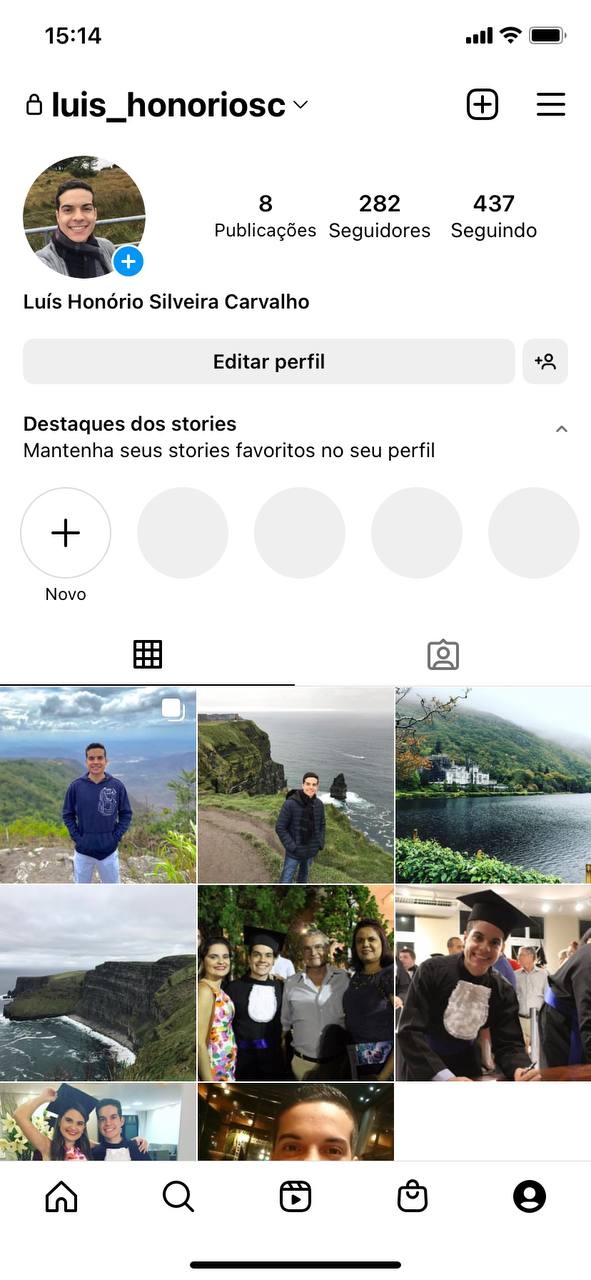 15:14
luis_honoriosc
8 282 437
Publicações Seguidores Seguindo
Luís Honório Silveira Carvalho
Editar perfil
Destaques dos stories
Mantenha seus stories favoritos no seu perfil
Novo